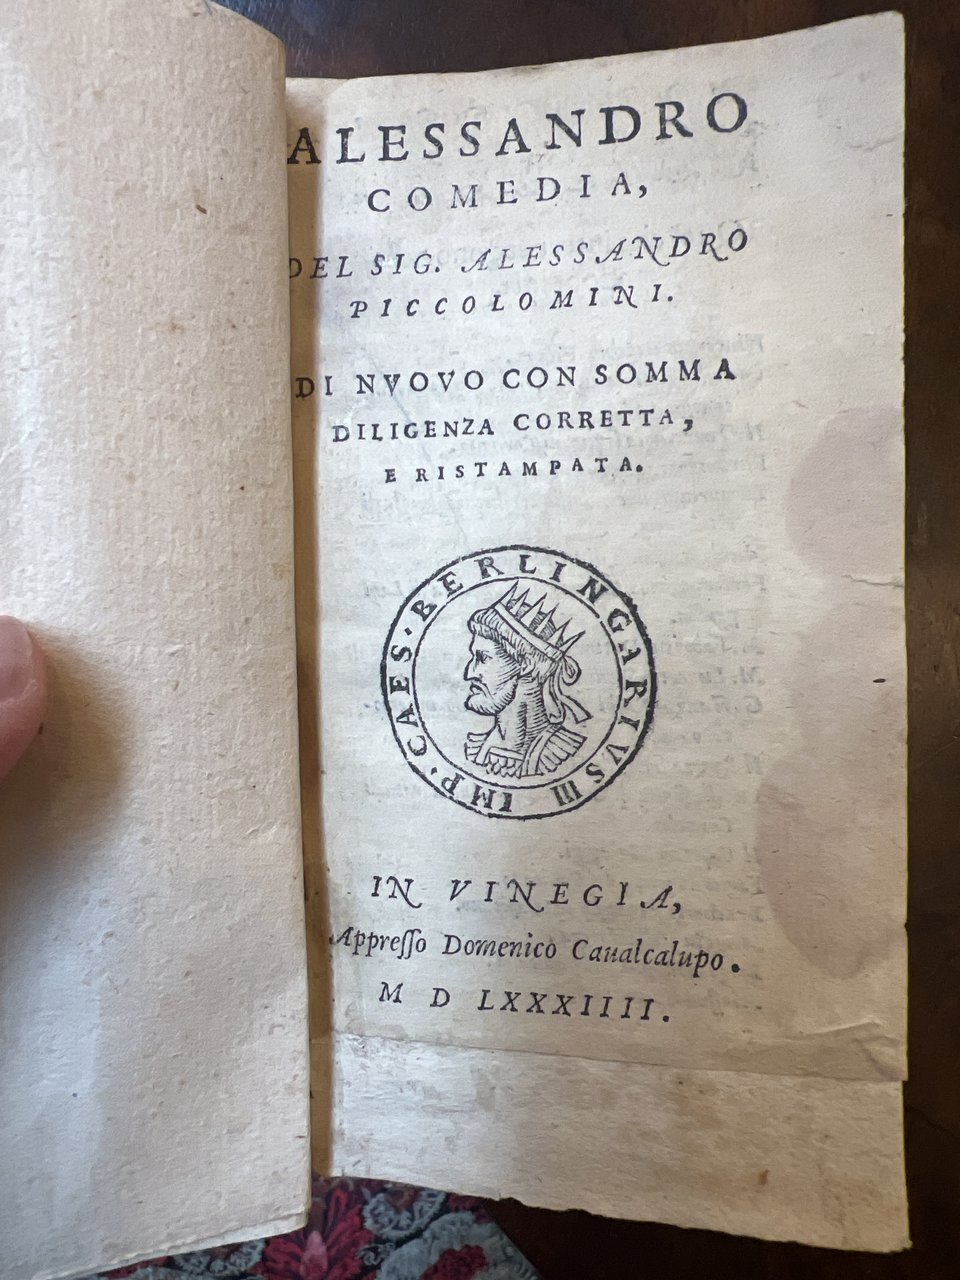 ALESSANDRO
COMEDIA,
DEL SIG. ALESSANDRO
PICCOLOMINI.
DI NVOVO CON SOMMA
DILIGENZA CORRETTA,
E RISTAMPATA.
IMP. CAES. BERLINGARIVS III
IN VINEGIA,
Appreſſo Domenico Caualcalupo.
M D LXXXIIII.